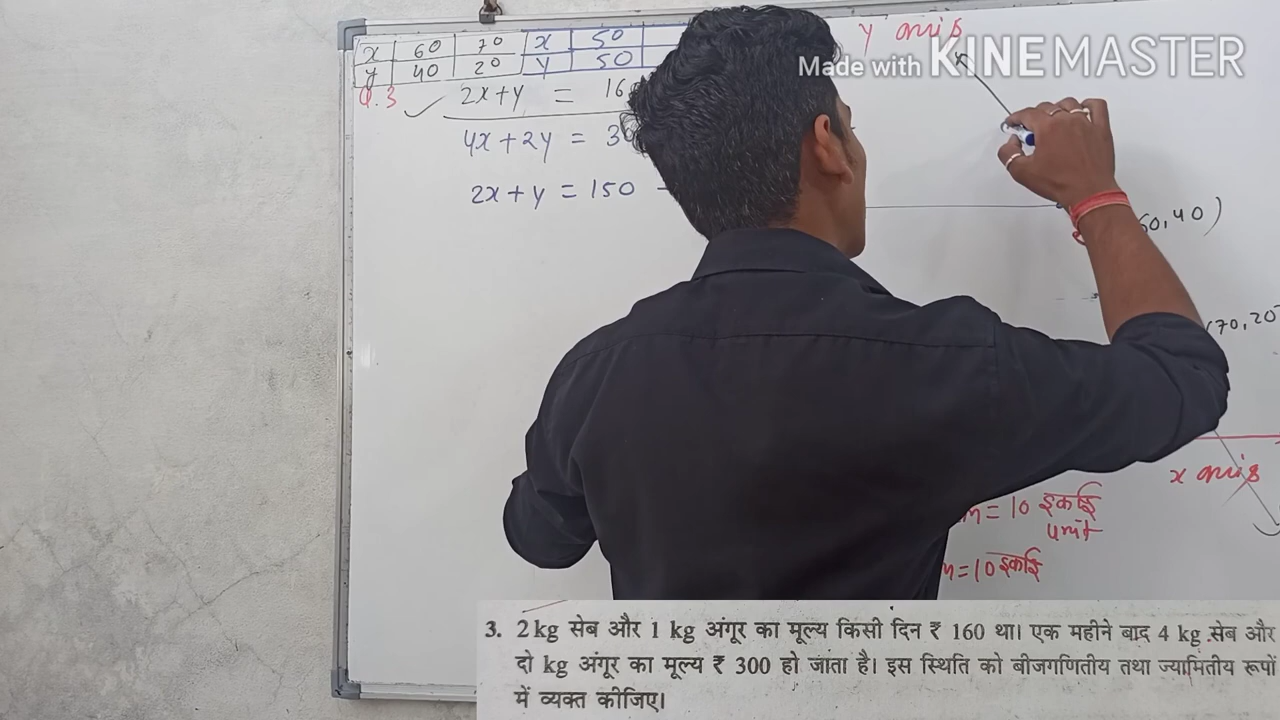 x 60 70 x 50
y 40 20 y 50
Q.3 2x+y = 16
4x+2y = 3
2x+y = 150 -
y axis
Made with KINEMASTER
60,40)
(70,20
x axis
= 10 इकाई
unit
= 10 इकाई
3. 2 kg सेब और 1 kg अंगूर का मूल्य किसी दिन ₹ 160 था। एक महीने बाद 4 kg सेब और
दो kg अंगूर का मूल्य ₹ 300 हो जाता है। इस स्थिति को बीजगणितीय तथा ज्यामितीय रूपों
में व्यक्त कीजिए।